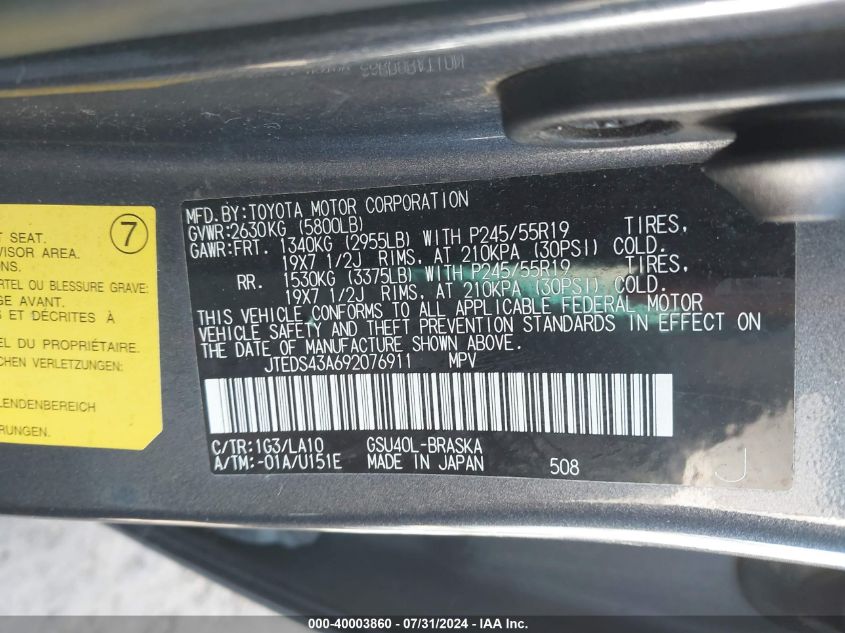 7
SEAT.
VISOR AREA.
ONS.
RTEL OU BLESSURE GRAVE:
GE AVANT.
S ET DÉCRITES À
EL DU PROPRIÉTAIRE.
CHEN KÖRPER-
LENDENBEREICH
RUNGEN.
MFD.BY:TOYOTA MOTOR CORPORATION
GVWR:2630KG (5800LB)
GAWR:FRT. 1340KG (2955LB) WITH P245/55R19 TIRES,
19X7 1/2J RIMS, AT 210KPA (30PSI) COLD.
RR. 1530KG (3375LB) WITH P245/55R19 TIRES,
19X7 1/2J RIMS, AT 210KPA (30PSI) COLD.
THIS VEHICLE CONFORMS TO ALL APPLICABLE FEDERAL MOTOR
VEHICLE SAFETY AND THEFT PREVENTION STANDARDS IN EFFECT ON
THE DATE OF MANUFACTURE SHOWN ABOVE.
JTEDS43A692076911 MPV
C/TR:1G3/LA10 GSU40L-BRASKA
A/TM:-01A/U151E MADE IN JAPAN 508
J
000-40003860 - 07/31/2024 - IAA Inc.